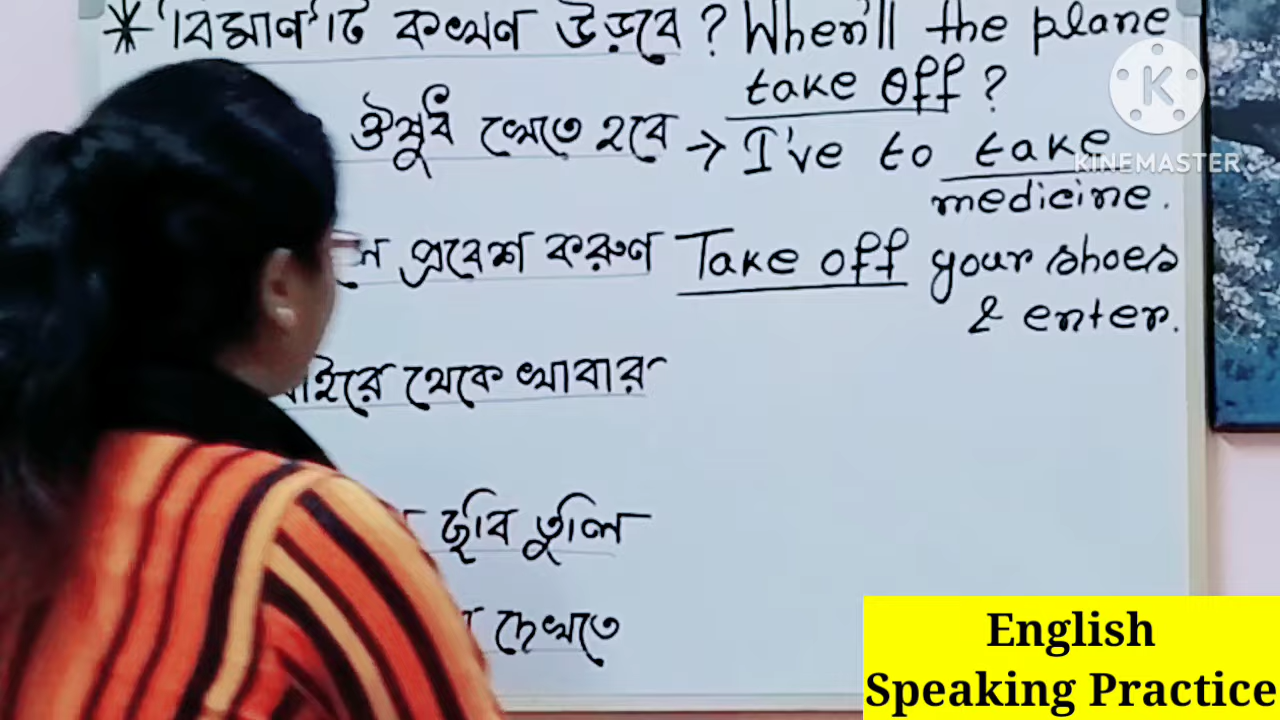 * 'বিমান'টি কখন উড়বে ? When'll the plane
take off ?
ঔষুধ খেতে হবে → I've to take
medicine.
প্রবেশ করুণ Take off your shoes
& enter.
বাইরে থেকে খাবার
ছবি তুলি
দেখতে
KINEMASTER
English
Speaking Practice